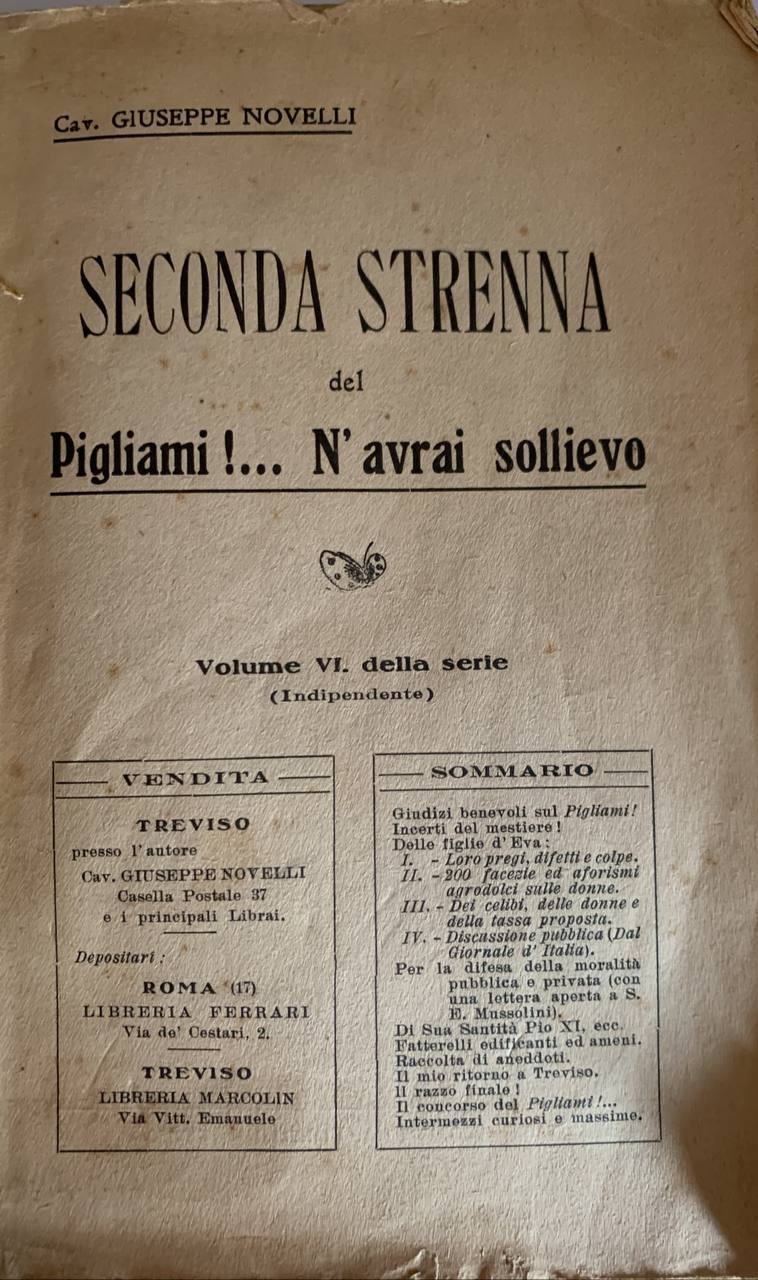 Cav. GIUSEPPE NOVELLI
SECONDA STRENNA
del
Pigliami !... N' avrai sollievo
Volume VI. della serie
(Indipendente)
VENDITA
TREVISO
presso l' autore
Cav. GIUSEPPE NOVELLI
Casella Postale 37
e i principali Librai.
Depositari :
ROMA (17)
LIBRERIA FERRARI
Via de' Cestari, 2.
TREVISO
LIBRERIA MARCOLIN
Via Vitt. Emanuele
SOMMARIO
Giudizi benevoli sul Pigliami!
Incerti del mestiere !
Delle figlie d' Eva :
I. - Loro pregi, difetti e colpe.
II. - 200 facezie ed aforismi
agrodolci sulle donne.
III. - Dei celibi, delle donne e
della tassa proposta.
IV. - Discussione pubblica (Dal
Giornale d' Italia).
Per la difesa della moralità
pubblica e privata (con
una lettera aperta a S.
E. Mussolini).
Di Sua Santità Pio XI, ecc.
Fatterelli edificanti ed ameni.
Raccolta di aneddoti.
Il mio ritorno a Treviso.
Il razzo finale !
Il concorso del Pigliami !...
Intermezzi curiosi e massime.